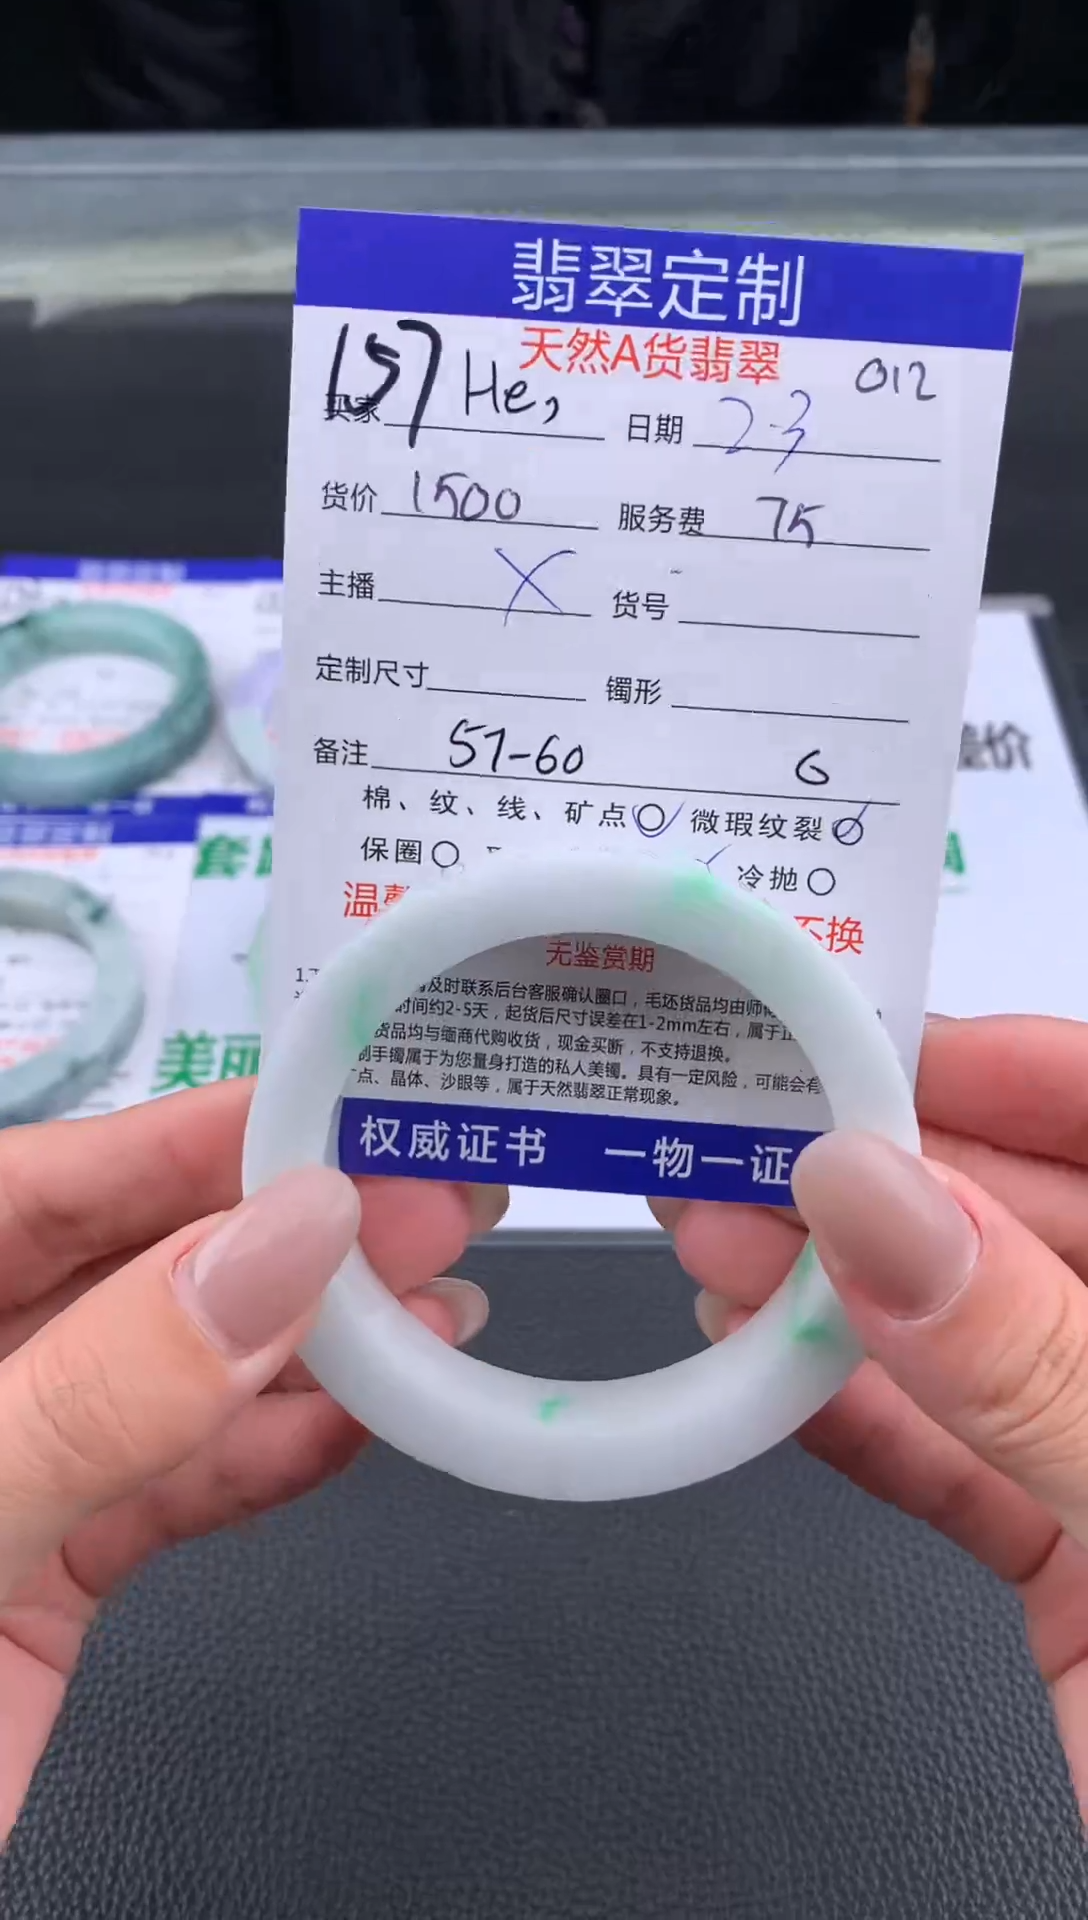 翡翠定制
天然A货翡翠 012
买家 157 He, 日期 2-3
货价 1500 服务费 75
主播 X 货号
定制尺寸 镯形
备注 57-60 6
棉、纹、线、矿点 微瑕纹裂
保圈 冷抛
温馨 不换
无鉴赏期
及时联系后台客服确认圈口，毛坯货品均由师
时间约2-5天，起货后尺寸误差在1-2mm左右，属于正
货品均与缅商代购收货，现金买断，不支持退换。
制手镯属于为您量身打造的私人美镯。具有一定风险，可能会有
点、晶体、沙眼等，属于天然翡翠正常现象。
权威证书 一物一证
美丽
差价